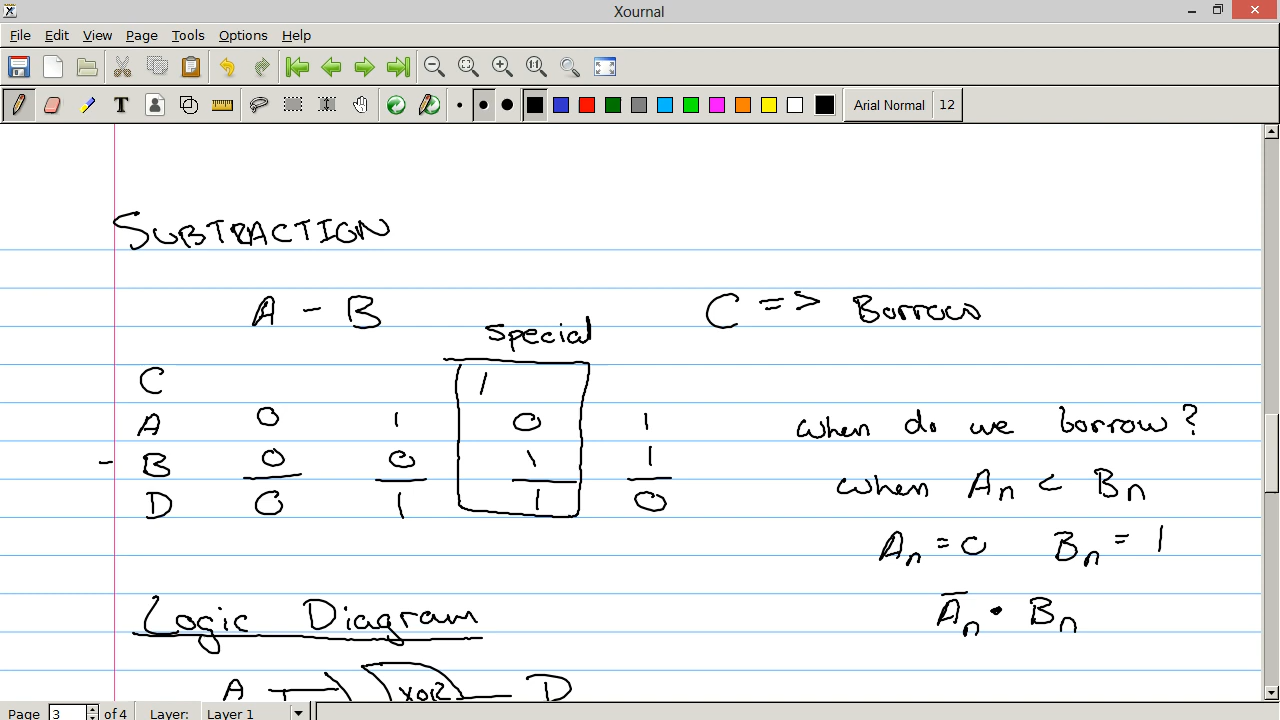 Xournal
File Edit View Page Tools Options Help
T Arial Normal 12
SUBTRACTION
A - B C => Borrow
special
C 1
A 0 1 0 1
- B 0 0 1 1
D 0 1 1 0
when do we borrow?
when An < Bn
An = 0 Bn = 1
A̅n • Bn
Logic Diagram
A XOR D
Page 3 of 4 Layer: Layer 1